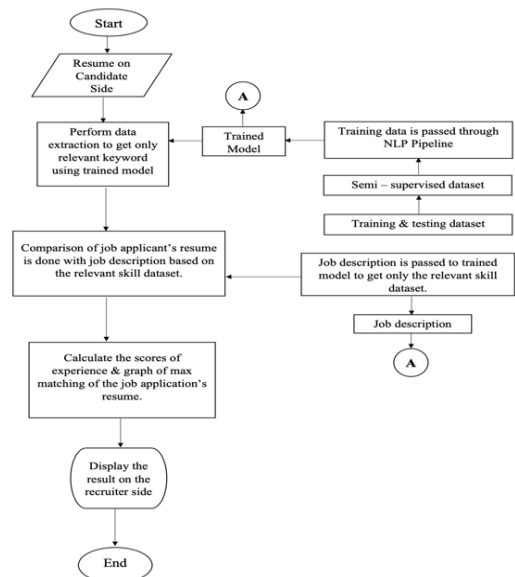 Start
Resume on
Candidate
Side
A
Perform data
extraction to get only
relevant keyword
using trained model
Trained
Model
Training data is passed through
NLP Pipeline
Semi – supervised dataset
Training & testing dataset
Comparison of job applicant's resume
is done with job description based on
the relevant skill dataset.
Job description is passed to trained
model to get only the relevant skill
dataset.
Job description
A
Calculate the scores of
experience & graph of max
matching of the job application's
resume.
Display the
result on the
recruiter side
End